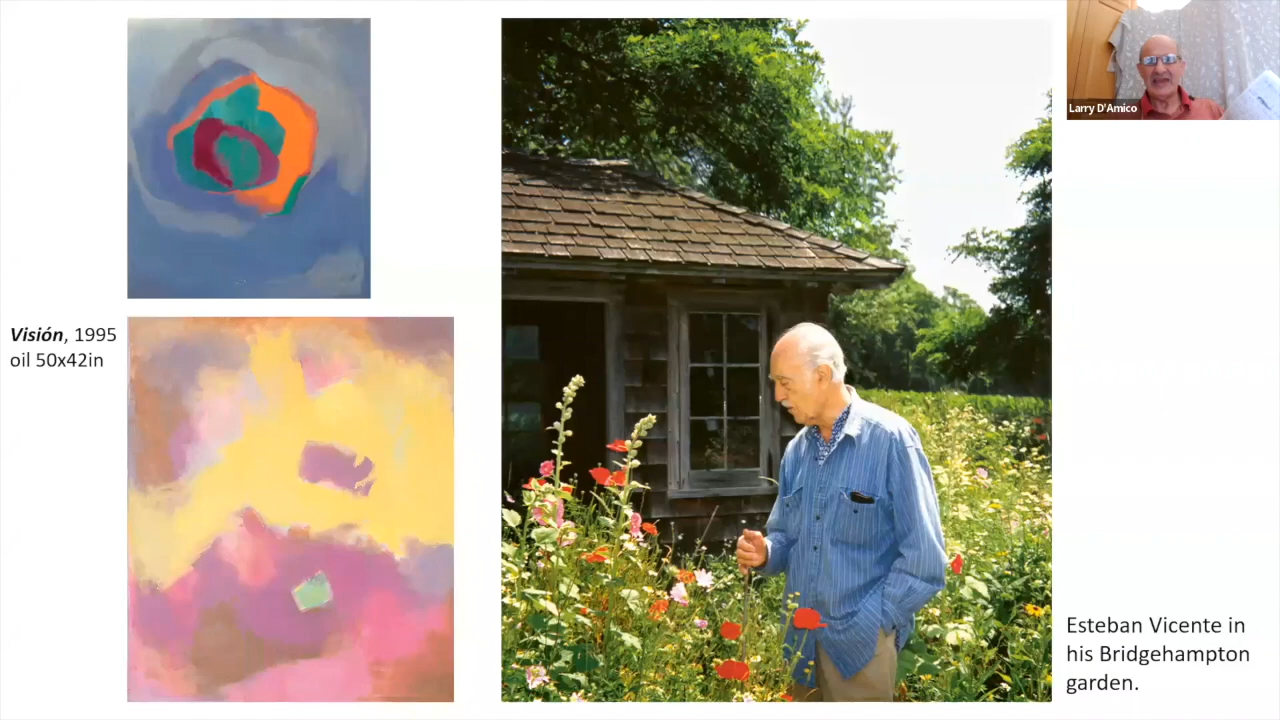 Larry D'Amico
Visión, 1995
oil 50x42in
Esteban Vicente in
his Bridgehampton
garden.